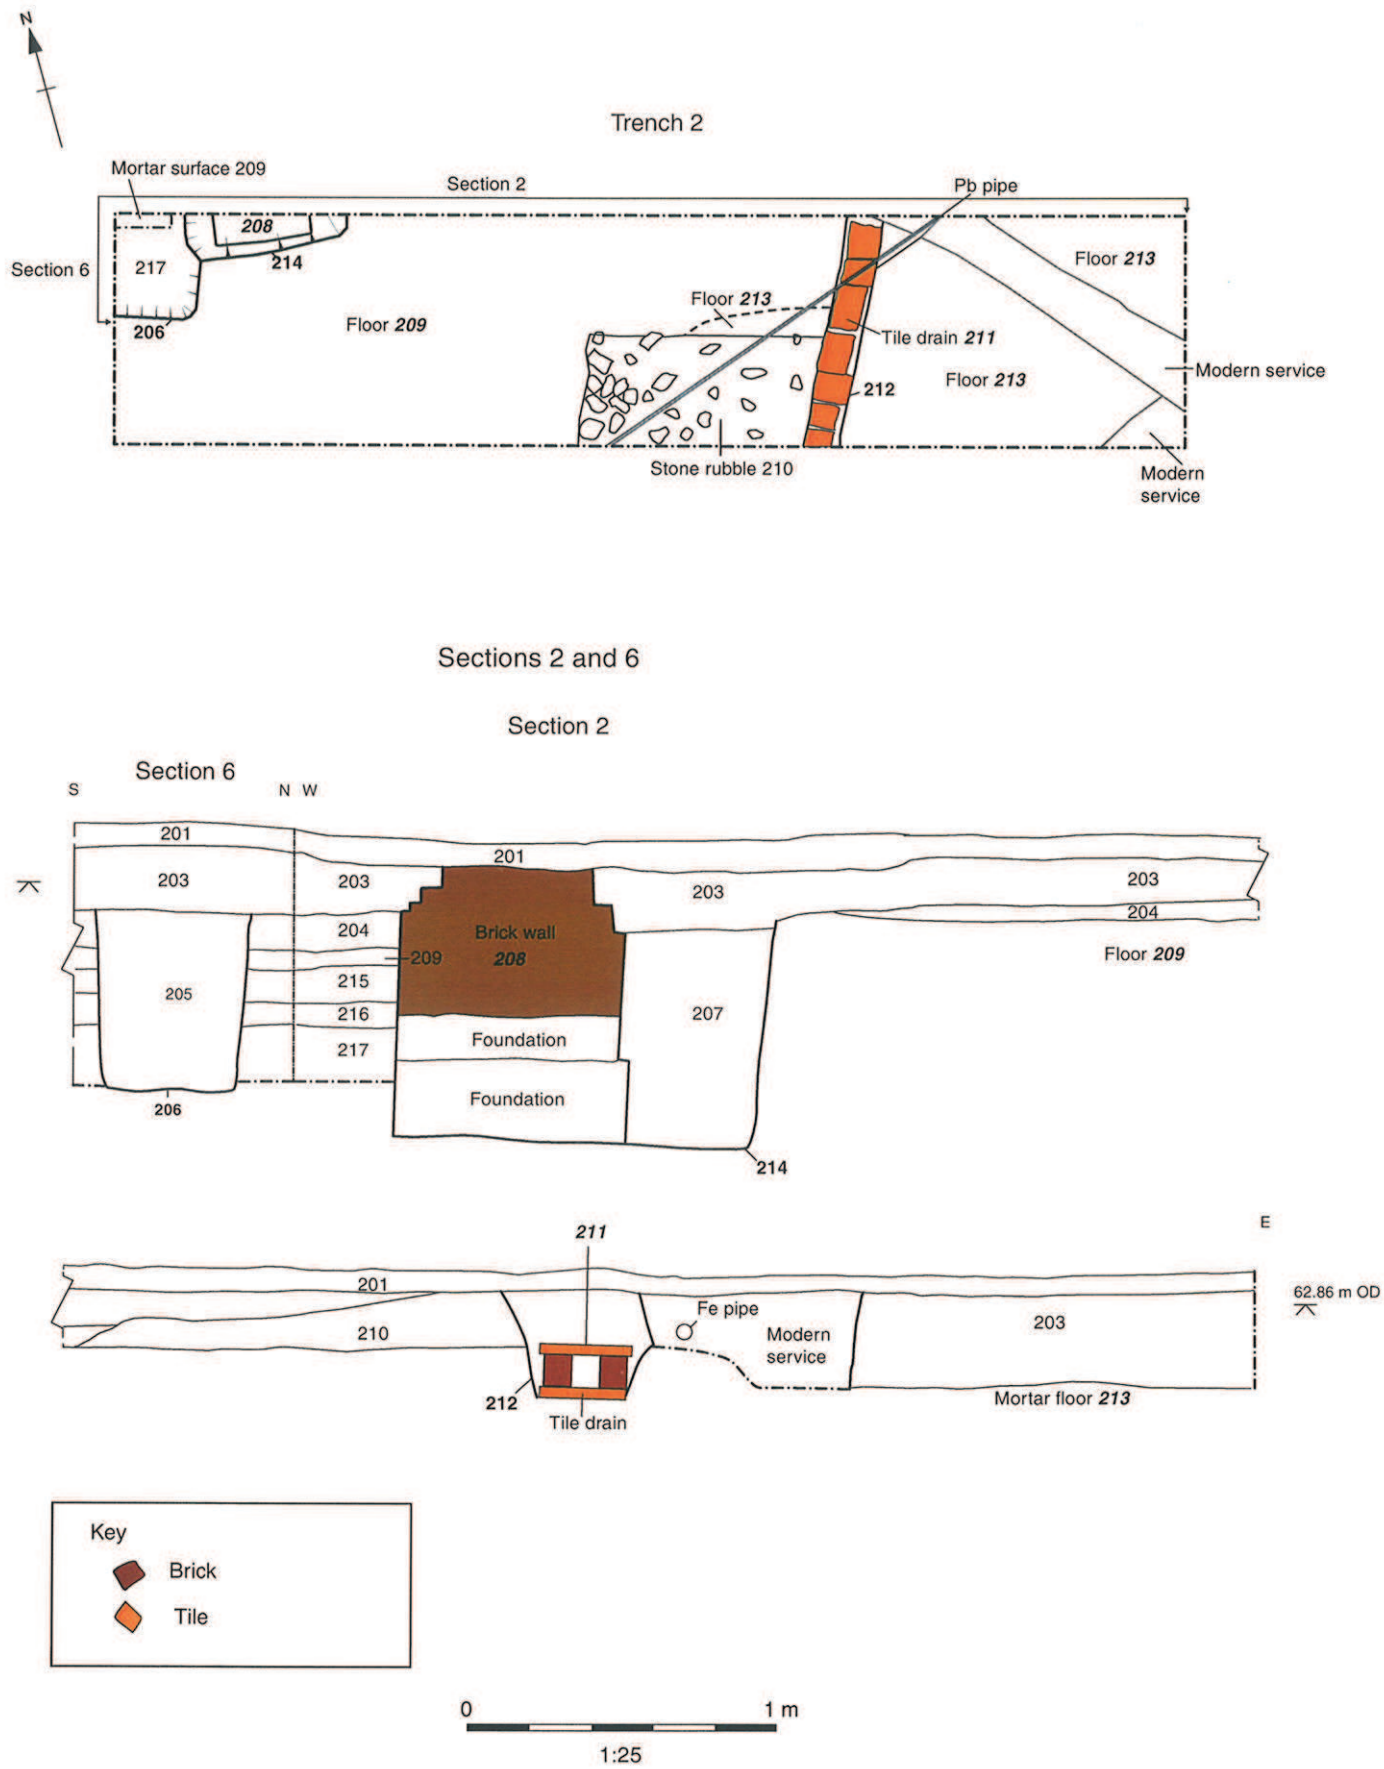 N
Trench 2
Mortar surface 209
Section 2
Pb pipe
208
217
214
Section 6
Floor 213
Floor 213
206
Floor 209
Tile drain 211
Floor 213
Modern service
212
Stone rubble 210
Modern
service
Sections 2 and 6
Section 2
Section 6
S
N W
201
201
203
203
203
203
204
204
Brick wall
208
209
Floor 209
205
215
216
207
217
Foundation
Foundation
206
214
211
E
201
62.86 m OD
Fe pipe
203
210
Modern
service
212
Mortar floor 213
Tile drain
Key
Brick
Tile
0
1 m
1:25